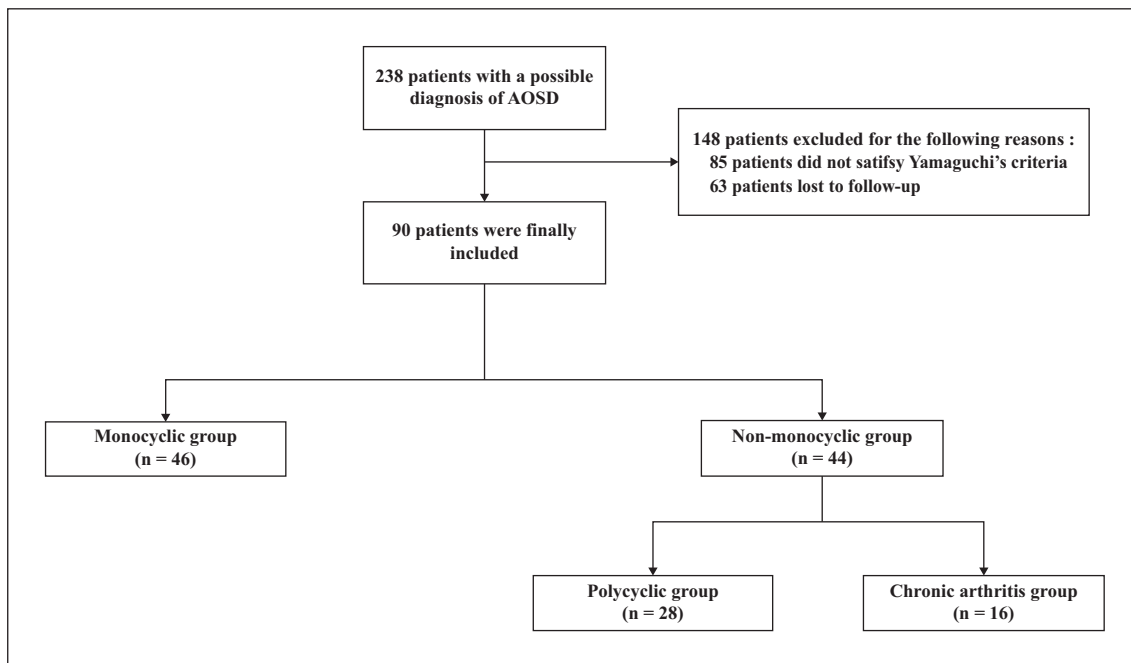 238 patients with a possible
diagnosis of AOSD
148 patients excluded for the following reasons :
85 patients did not satifsy Yamaguchi's criteria
63 patients lost to follow-up
90 patients were finally
included
Monocyclic group
(n = 46)
Non-monocyclic group
(n = 44)
Polycyclic group
(n = 28)
Chronic arthritis group
(n = 16)